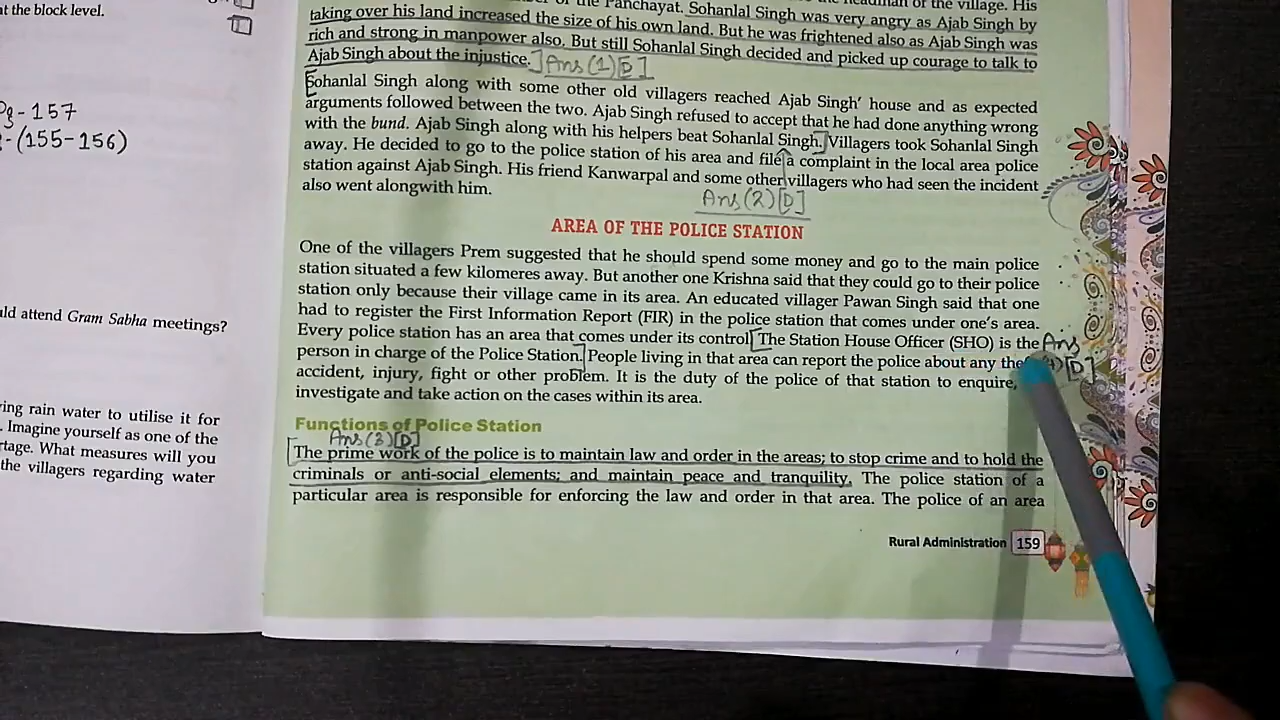 at the block level.
Pg-157
-(155-156)
uld attend Gram Sabha meetings?
ing rain water to utilise it for
. Imagine yourself as one of the
rtage. What measures will you
the villagers regarding water
of the Panchayat. Sohanlal Singh was very angry as Ajab Singh by
taking over his land increased the size of his own land. But he was frightened also as Ajab Singh was
rich and strong in manpower also. But still Sohanlal Singh decided and picked up courage to talk to
Ajab Singh about the injustice. ] Ans(1)[D]
[Sohanlal Singh along with some other old villagers reached Ajab Singh' house and as expected
arguments followed between the two. Ajab Singh refused to accept that he had done anything wrong
with the bund. Ajab Singh along with his helpers beat Sohanlal Singh.] Villagers took Sohanlal Singh
away. He decided to go to the police station of his area and file a complaint in the local area police
station against Ajab Singh. His friend Kanwarpal and some other villagers who had seen the incident
also went alongwith him.
Ans(2)[D]
AREA OF THE POLICE STATION
One of the villagers Prem suggested that he should spend some money and go to the main police
station situated a few kilomeres away. But another one Krishna said that they could go to their police
station only because their village came in its area. An educated villager Pawan Singh said that one
had to register the First Information Report (FIR) in the police station that comes under one's area.
Every police station has an area that comes under its control. [The Station House Officer (SHO) is the Ans
person in charge of the Police Station.] People living in that area can report the police about any [D]
accident, injury, fight or other problem. It is the duty of the police of that station to enquire,
investigate and take action on the cases within its area.
Functions of Police Station
Ans(3)[D]
[The prime work of the police is to maintain law and order in the areas; to stop crime and to hold the
criminals or anti-social elements; and maintain peace and tranquility. The police station of a
particular area is responsible for enforcing the law and order in that area. The police of an area
Rural Administration 159